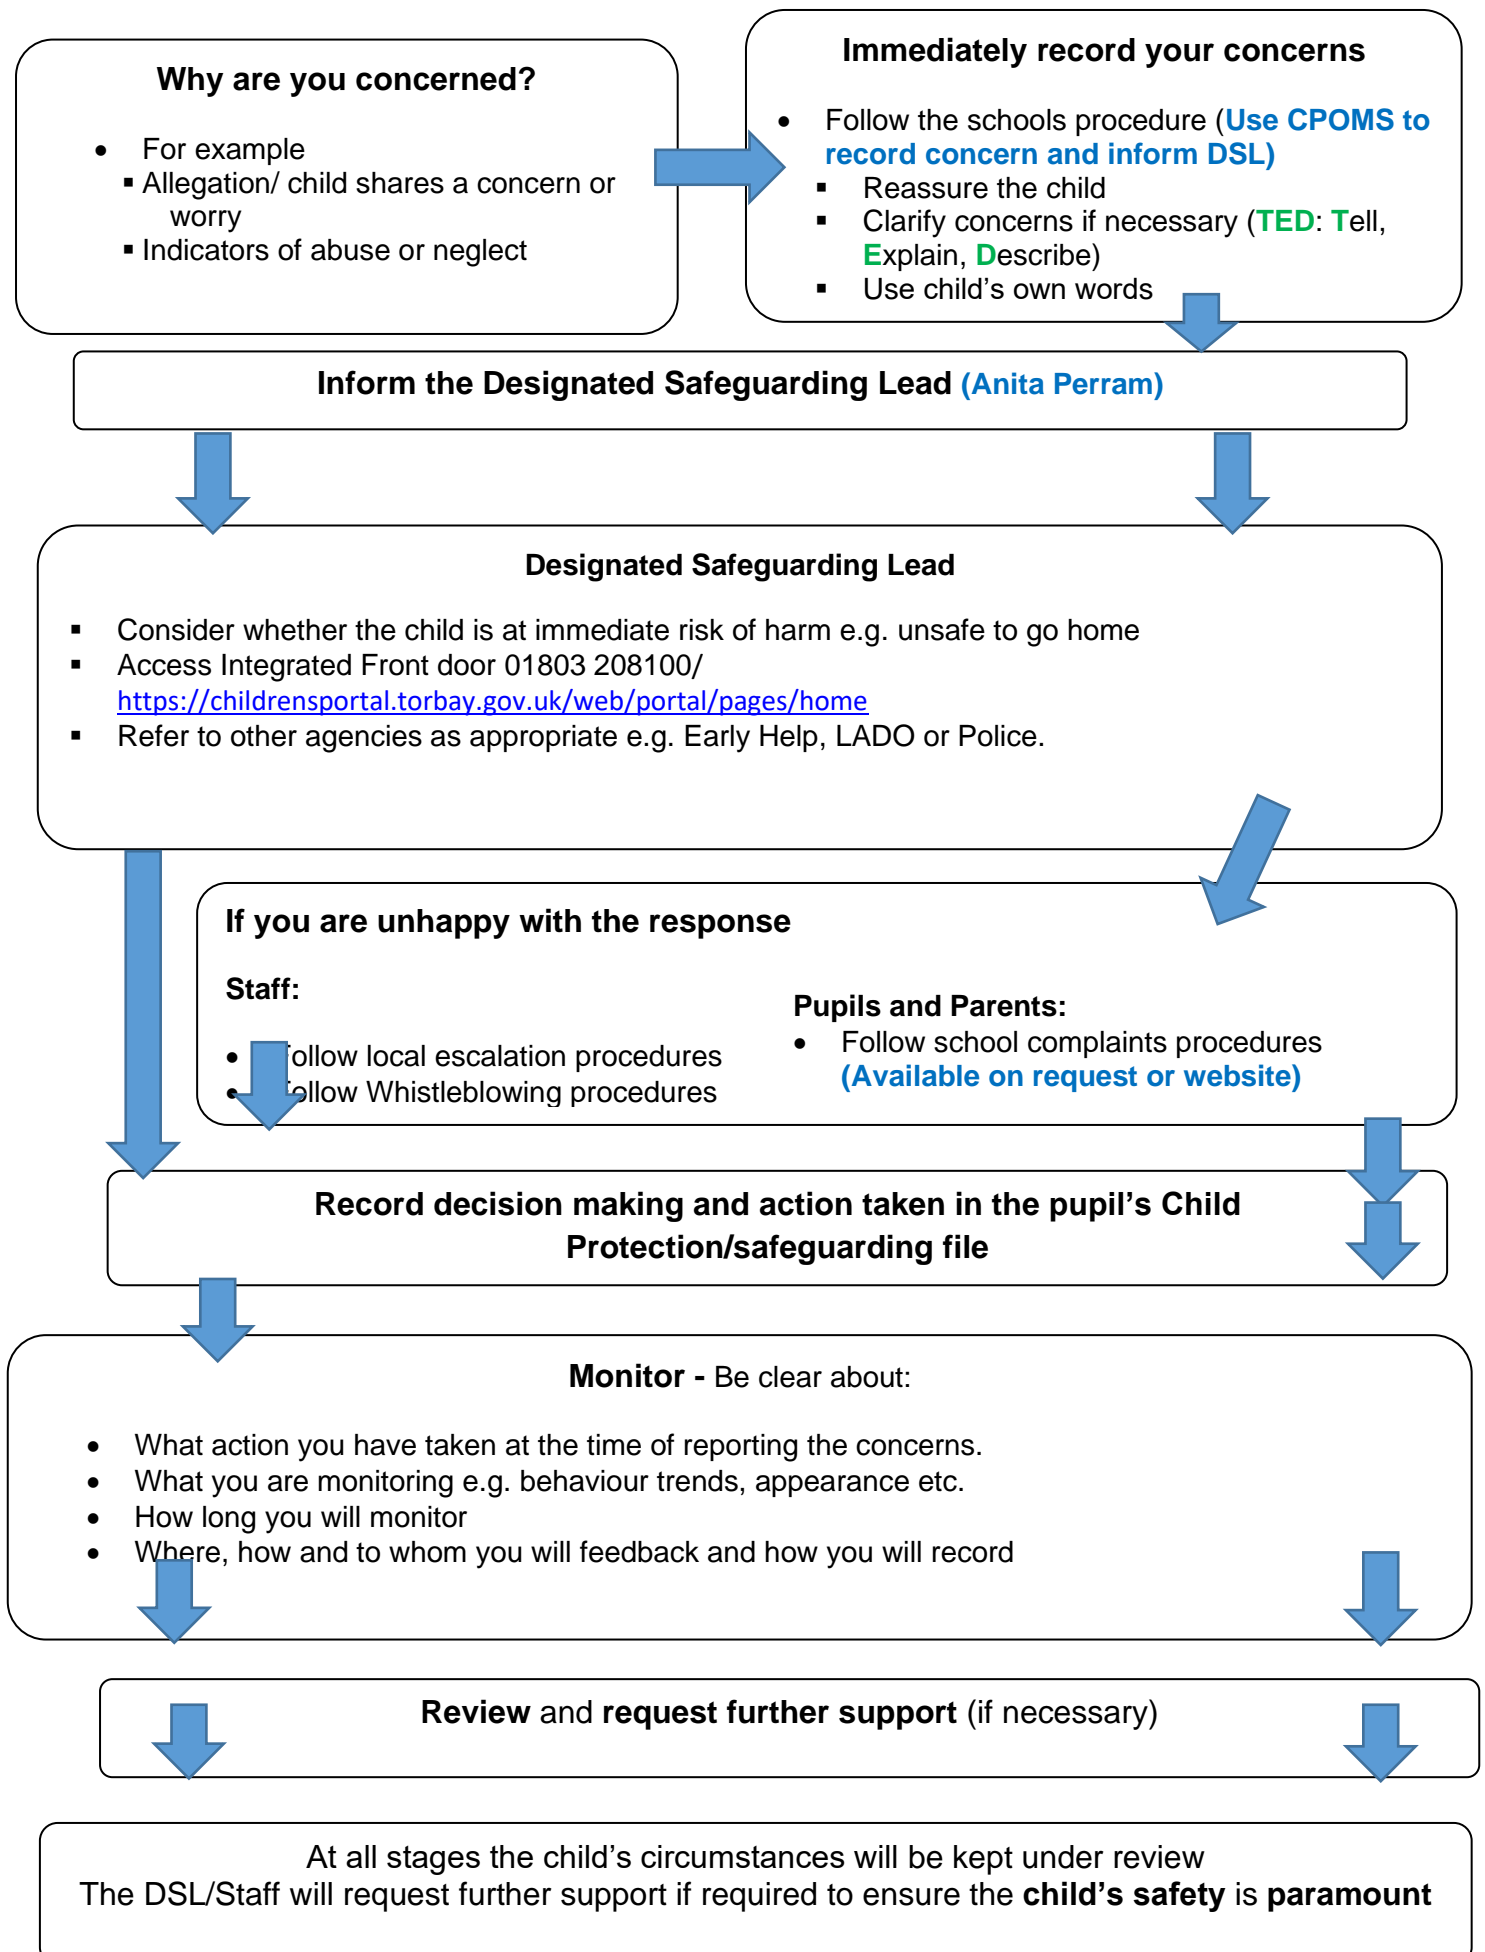 Why are you concerned?
• For example
▪ Allegation/ child shares a concern or
worry
▪ Indicators of abuse or neglect
Immediately record your concerns
• Follow the schools procedure (Use CPOMS to
record concern and inform DSL)
▪ Reassure the child
▪ Clarify concerns if necessary (TED: Tell,
Explain, Describe)
▪ Use child’s own words
Inform the Designated Safeguarding Lead (Anita Perram)
Designated Safeguarding Lead
▪ Consider whether the child is at immediate risk of harm e.g. unsafe to go home
▪ Access Integrated Front door 01803 208100/
https://childrensportal.torbay.gov.uk/web/portal/pages/home
▪ Refer to other agencies as appropriate e.g. Early Help, LADO or Police.
If you are unhappy with the response
Staff:
• Follow local escalation procedures
• Follow Whistleblowing procedures
Pupils and Parents:
• Follow school complaints procedures
(Available on request or website)
Record decision making and action taken in the pupil’s Child
Protection/safeguarding file
Monitor - Be clear about:
• What action you have taken at the time of reporting the concerns.
• What you are monitoring e.g. behaviour trends, appearance etc.
• How long you will monitor
• Where, how and to whom you will feedback and how you will record
Review and request further support (if necessary)
At all stages the child’s circumstances will be kept under review
The DSL/Staff will request further support if required to ensure the child’s safety is paramount